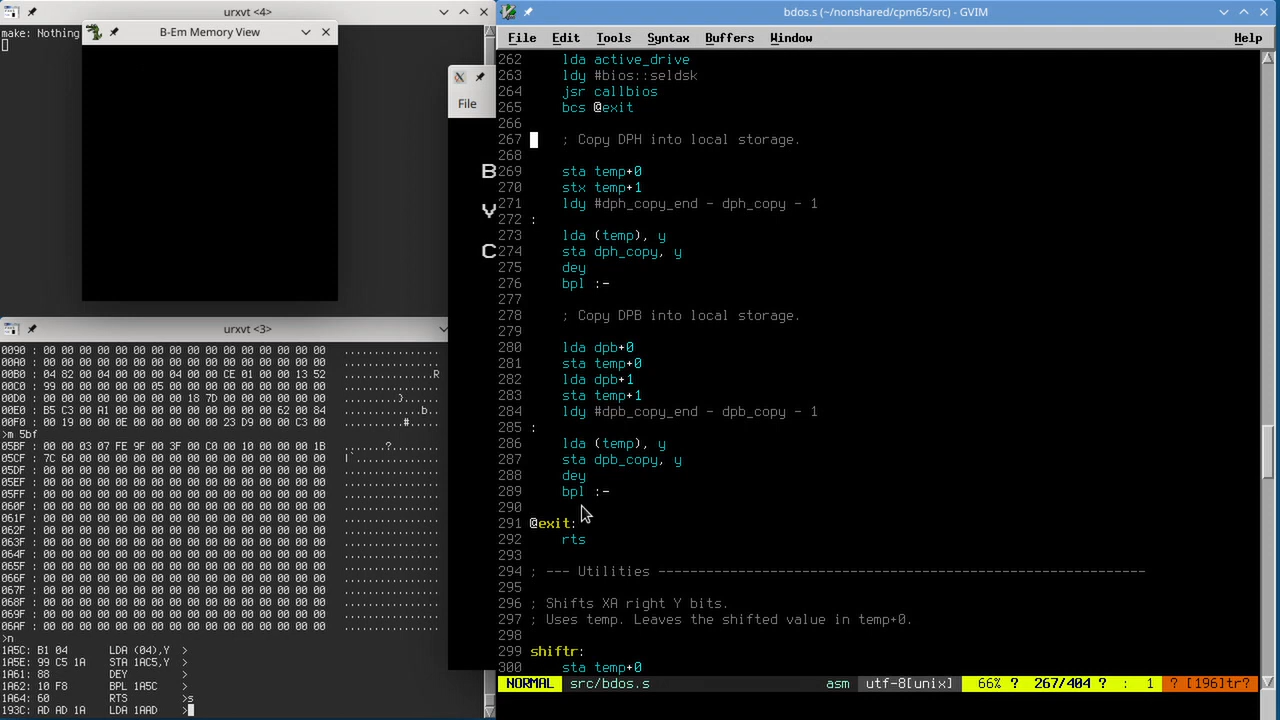 urxvt <4>
make: Nothing
B-Em Memory View
File
B
Y
C
urxvt <3>
0090 : 00 00 00 00 00 00 00 00 00 00 00 00 00 00 00 00   ................
00A0 : 00 00 00 00 00 00 00 00 00 00 00 00 00 00 00 00   ................
00B0 : 04 82 00 04 00 00 04 00 00 CE 01 00 00 13 52   ...............R
00C0 : 99 00 00 00 00 00 05 00 00 00 00 00 00 00 00 00   ................
00D0 : 00 00 00 00 00 00 00 00 18 7D 00 00 00 00 00 00   .........}......
00E0 : B5 C3 00 A1 00 00 00 00 00 00 00 00 00 62 00 84   .............b..
00F0 : 00 19 00 00 00 0E 00 00 00 00 23 D9 00 00 C3 00   ..........#.....
>m 5bf
05BF : 00 00 03 07 FE 9F 00 3F 00 C0 00 10 00 00 00 1B   .......?........
05CF : 7C 60 00 00 00 00 00 00 00 00 00 00 00 00 00 00   |`..............
05DF : 00 00 00 00 00 00 00 00 00 00 00 00 00 00 00 00   ................
05EF : 00 00 00 00 00 00 00 00 00 00 00 00 00 00 00 00   ................
05FF : 00 00 00 00 00 00 00 00 00 00 00 00 00 00 00 00   ................
060F : 00 00 00 00 00 00 00 00 00 00 00 00 00 00 00 00   ................
061F : 00 00 00 00 00 00 00 00 00 00 00 00 00 00 00 00   ................
062F : 00 00 00 00 00 00 00 00 00 00 00 00 00 00 00 00   ................
063F : 00 00 00 00 00 00 00 00 00 00 00 00 00 00 00 00   ................
064F : 00 00 00 00 00 00 00 00 00 00 00 00 00 00 00 00   ................
065F : 00 00 00 00 00 00 00 00 00 00 00 00 00 00 00 00   ................
066F : 00 00 00 00 00 00 00 00 00 00 00 00 00 00 00 00   ................
067F : 00 00 00 00 00 00 00 00 00 00 00 00 00 00 00 00   ................
068F : 00 00 00 00 00 00 00 00 00 00 00 00 00 00 00 00   ................
069F : 00 00 00 00 00 00 00 00 00 00 00 00 00 00 00 00   ................
06AF : 00 00 00 00 00 00 00 00 00 00 00 00 00 00 00 00   ................
>n
1A5C: B1 04    LDA (04),Y  >
1A5E: 99 C5 1A    STA 1AC5,Y  >
1A61: 88    DEY    >
1A62: 10 F8    BPL 1A5C    >
1A64: 60    RTS    >s
193C: AD AD 1A    LDA 1AAD    >
bdos.s (~/nonshared/cpm65/src) - GVIM
File Edit Tools Syntax Buffers Window Help
262     lda active_drive
263     ldy #bios::seldsk
264     jsr callbios
265     bcs @exit
266
267     ; Copy DPH into local storage.
268
269     sta temp+0
270     stx temp+1
271     ldy #dph_copy_end - dph_copy - 1
272 :
273     lda (temp), y
274     sta dph_copy, y
275     dey
276     bpl :-
277
278     ; Copy DPB into local storage.
279
280     lda dpb+0
281     sta temp+0
282     lda dpb+1
283     sta temp+1
284     ldy #dpb_copy_end - dpb_copy - 1
285 :
286     lda (temp), y
287     sta dpb_copy, y
288     dey
289     bpl :-
290
291 @exit:
292     rts
293
294 ; --- Utilities ------------------------------------------------------------
295
296 ; Shifts XA right Y bits.
297 ; Uses temp. Leaves the shifted value in temp+0.
298
299 shiftr:
300     sta temp+0
NORMAL src/bdos.s asm utf-8[unix] 66% ? 267/404 ? : 1 ? [196]tr?